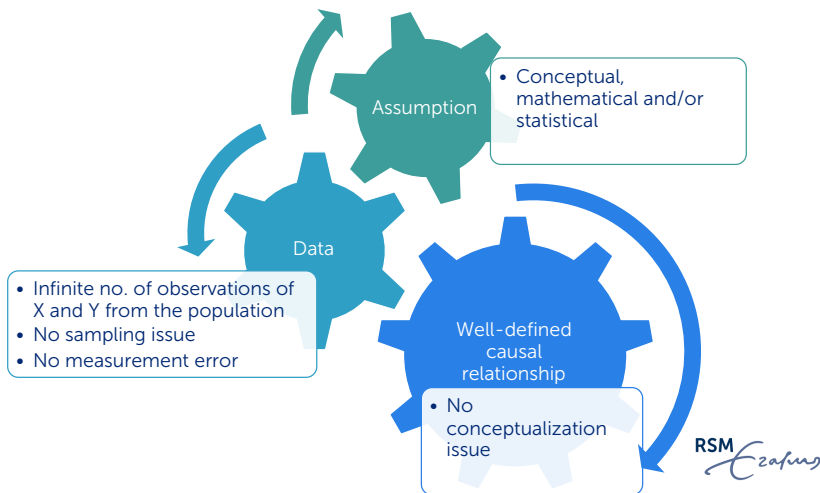 Assumption
• Conceptual,
mathematical and/or
statistical
Data
• Infinite no. of observations of
X and Y from the population
• No sampling issue
• No measurement error
Well-defined
causal
relationship
• No
conceptualization
issue
RSM
Erasmus